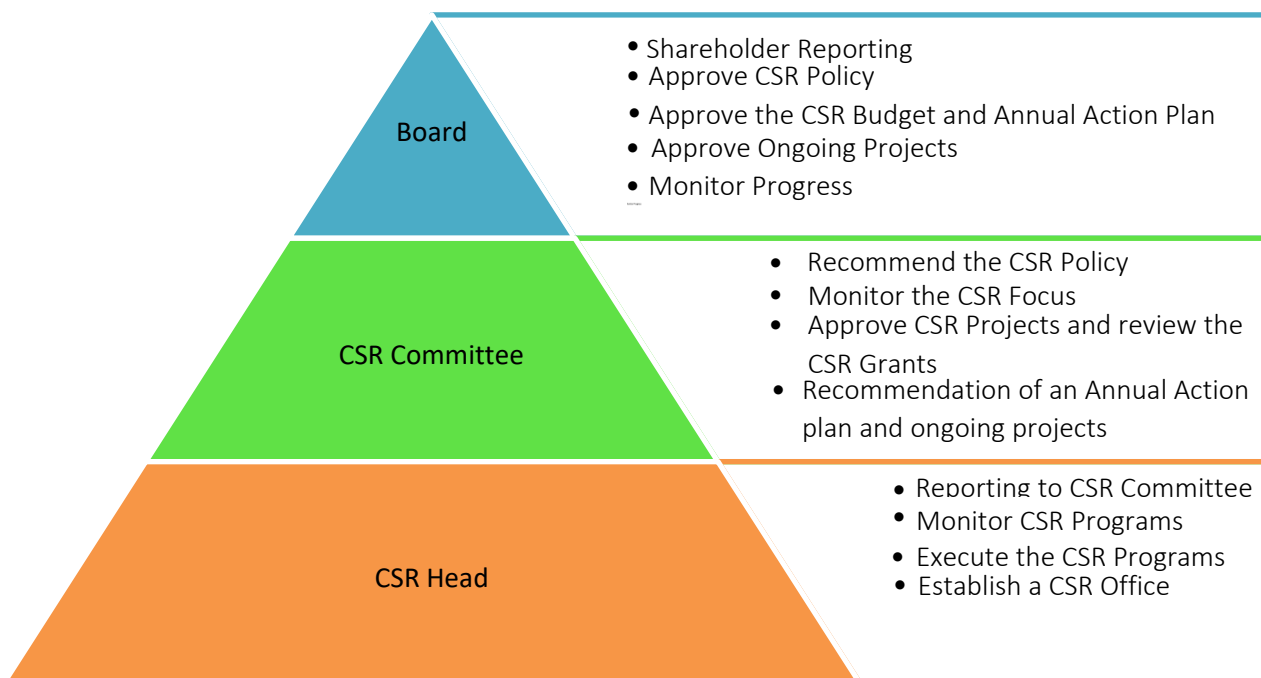 Board
• Shareholder Reporting
• Approve CSR Policy
• Approve the CSR Budget and Annual Action Plan
• Approve Ongoing Projects
• Monitor Progress
CSR Committee
• Recommend the CSR Policy
• Monitor the CSR Focus
• Approve CSR Projects and review the
CSR Grants
• Recommendation of an Annual Action
plan and ongoing projects
CSR Head
• Reporting to CSR Committee
• Monitor CSR Programs
• Execute the CSR Programs
• Establish a CSR Office